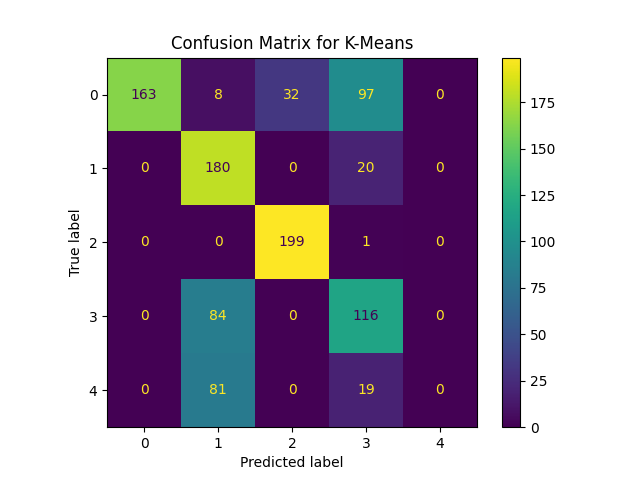 Confusion Matrix for K-Means
True label
0 163 8 32 97 0
1 0 180 0 20 0
2 0 0 199 1 0
3 0 84 0 116 0
4 0 81 0 19 0
0 1 2 3 4
Predicted label
175
150
125
100
75
50
25
0